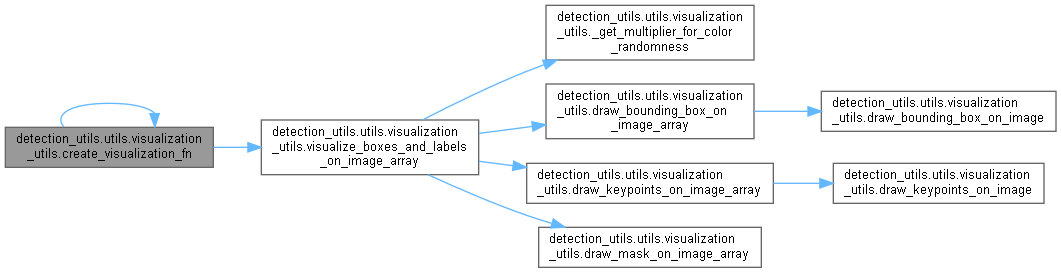 detection_utils.utils.visualization
_utils.create_visualization_fn
detection_utils.utils.visualization
_utils.visualize_boxes_and_labels
_on_image_array
detection_utils.utils.visualization
_utils._get_multiplier_for_color
_randomness
detection_utils.utils.visualization
_utils.draw_bounding_box_on
_image_array
detection_utils.utils.visualization
_utils.draw_bounding_box_on_image
detection_utils.utils.visualization
_utils.draw_keypoints_on_image_array
detection_utils.utils.visualization
_utils.draw_keypoints_on_image
detection_utils.utils.visualization
_utils.draw_mask_on_image_array